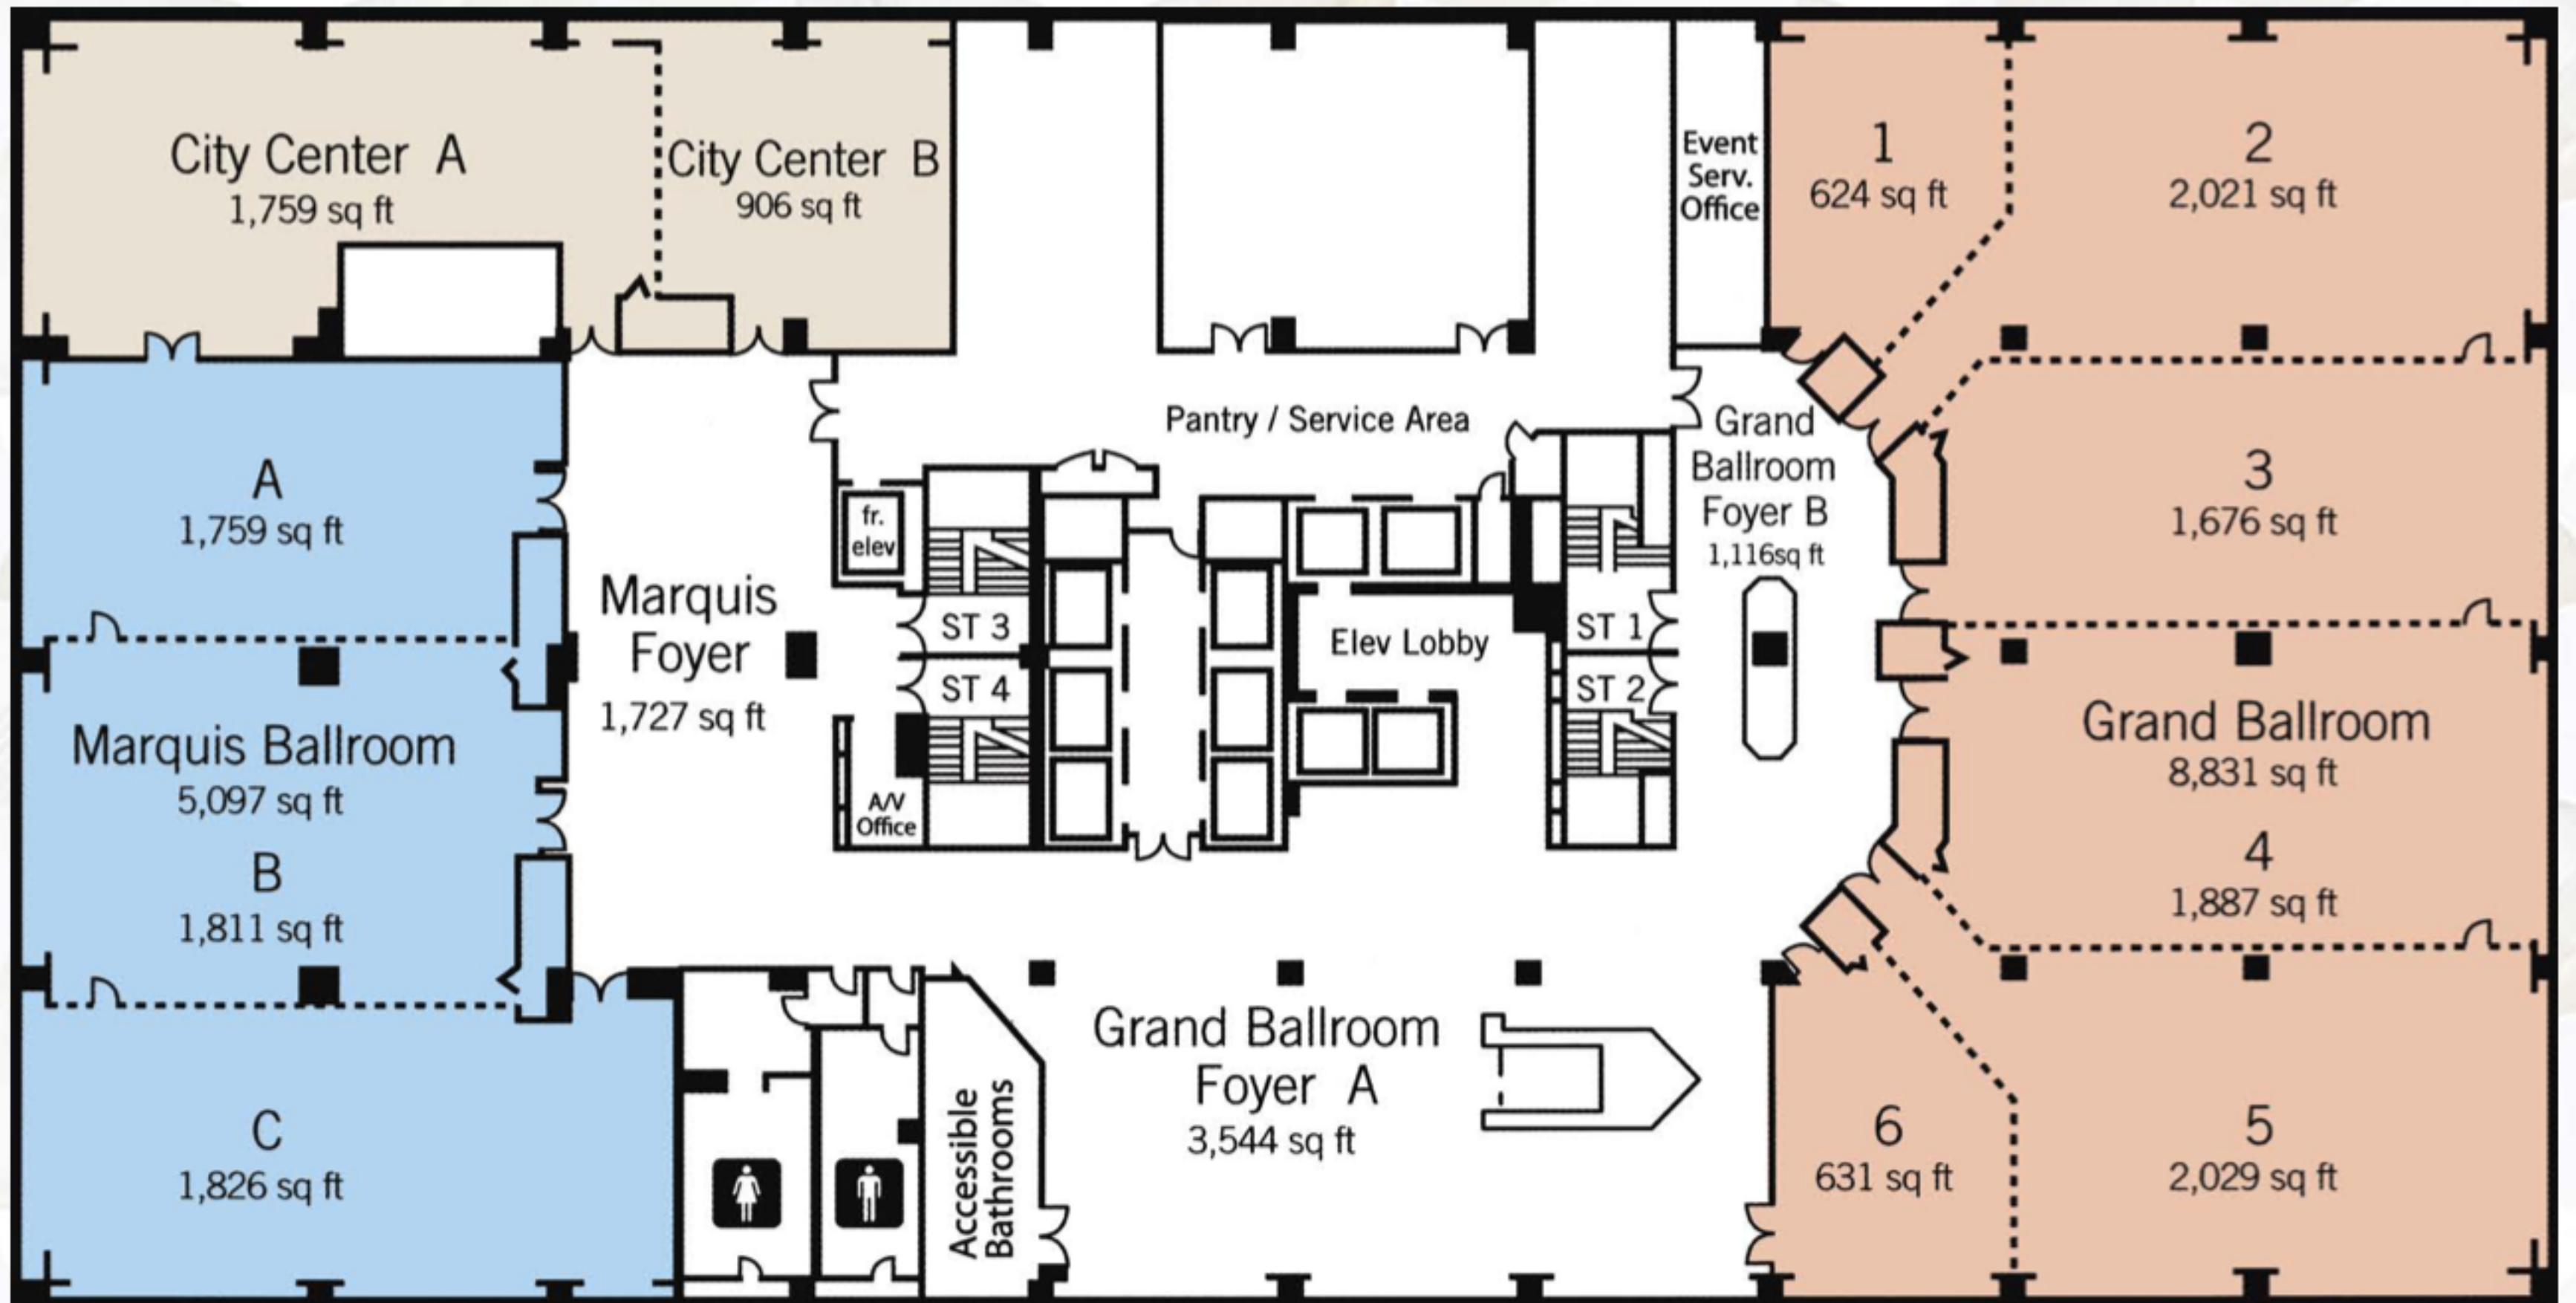 City Center A
1,759 sq ft
City Center B
906 sq ft
Event
Serv.
Office
1
624 sq ft
2
2,021 sq ft
A
1,759 sq ft
Marquis Ballroom
5,097 sq ft
B
1,811 sq ft
C
1,826 sq ft
Marquis
Foyer
1,727 sq ft
Pantry / Service Area
fr.
elev
ST 3
ST 4
A/V
Office
Elev Lobby
ST 1
ST 2
Grand
Ballroom
Foyer B
1,116sq ft
3
1,676 sq ft
Grand Ballroom
8,831 sq ft
4
1,887 sq ft
Accessible
Bathrooms
Grand Ballroom
Foyer A
3,544 sq ft
6
631 sq ft
5
2,029 sq ft